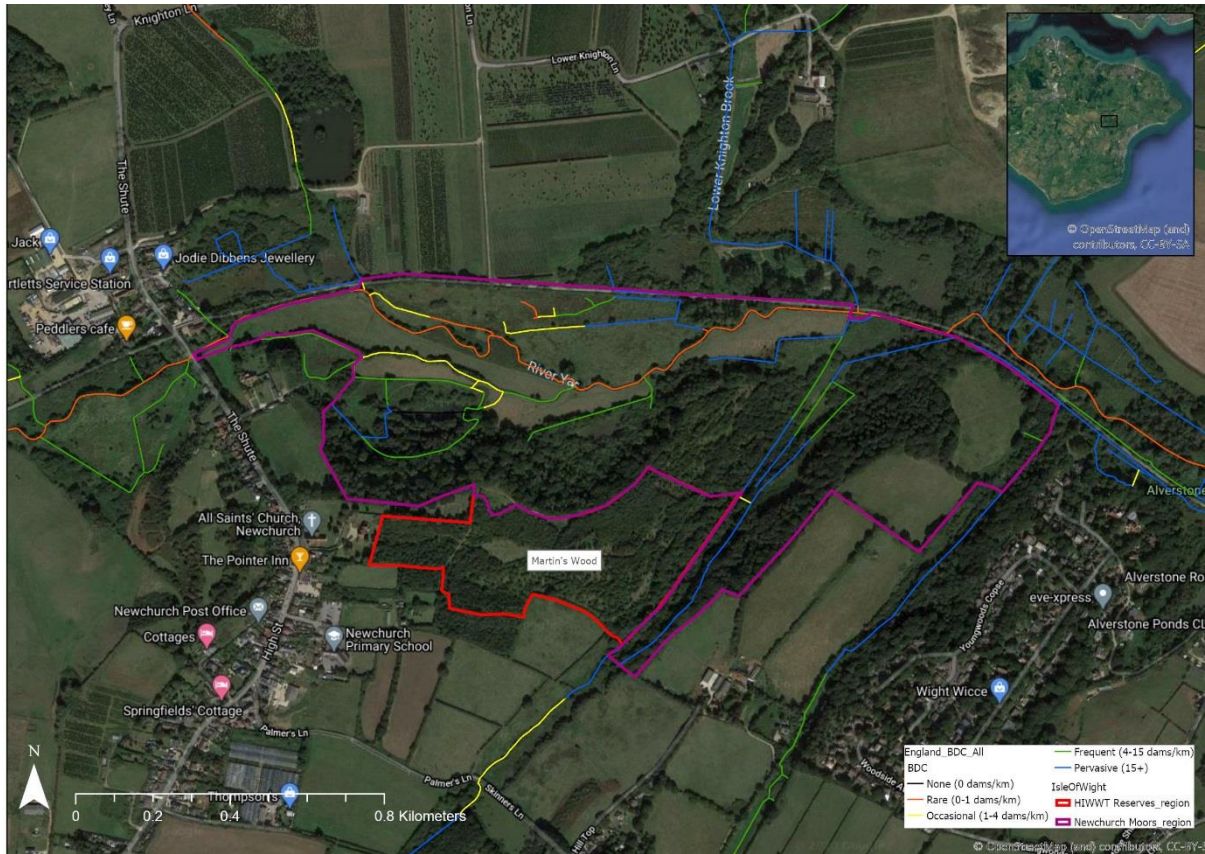 Knighton Ln
Lower Knighton Ln
Lower Knighton Brook
The Shute
© OpenStreetMap (and)
contributors, CC-BY-SA
Jack
Jodie Dibbens Jewellery
rtletts Service Station
Peddlers cafe
River Yar
The Shute
Alverstone
All Saints' Church,
Newchurch
The Pointer Inn
Martin's Wood
Newchurch Post Office
Cottages
High St
Newchurch
Primary School
Springfields' Cottage
Palmer's Ln
Thompson's
Palmer's Ln
Skinners Ln
Hill Top
Youngwoods Copse
Alverstone Ro
eve-xpress
Alverstone Ponds CL
Wight Wicce
N
0 0.2 0.4 0.8 Kilometers
England_BDC_All
BDC
None (0 dams/km)
Rare (0-1 dams/km)
Occasional (1-4 dams/km)
Frequent (4-15 dams/km)
Pervasive (15+)
IsleOfWight
HIWWT Reserves_region
Newchurch Moors_region
© OpenStreetMap (and) contributors, CC-BY-S